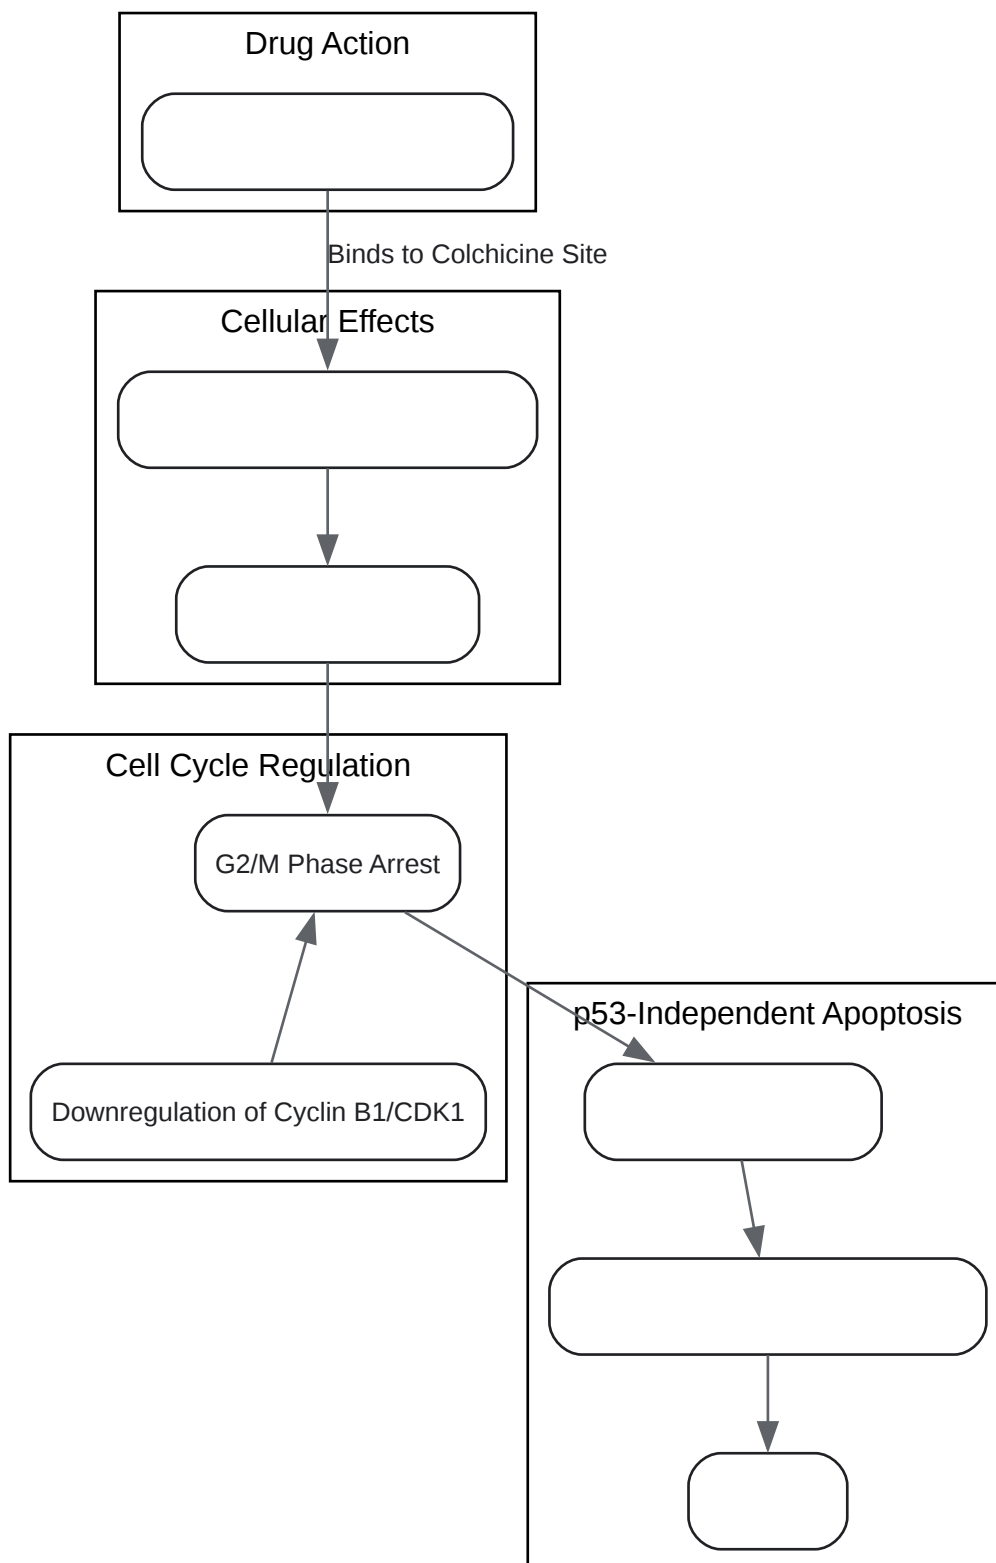 Drug Action
Binds to Colchicine Site
Cellular Effects
Cell Cycle Regulation
G2/M Phase Arrest
p53-Independent Apoptosis
Downregulation of Cyclin B1/CDK1